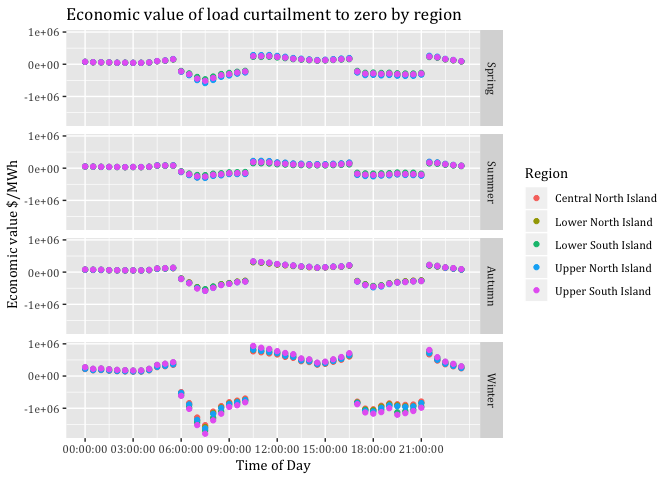 Economic value of load curtailment to zero by region
Economic value $/MWh
1e+06
0e+00
-1e+06
Spring
1e+06
0e+00
-1e+06
Summer
1e+06
0e+00
-1e+06
Autumn
1e+06
0e+00
-1e+06
Winter
00:00:00 03:00:00 06:00:00 09:00:00 12:00:00 15:00:00 18:00:00 21:00:00
Time of Day
Region
Central North Island
Lower North Island
Lower South Island
Upper North Island
Upper South Island